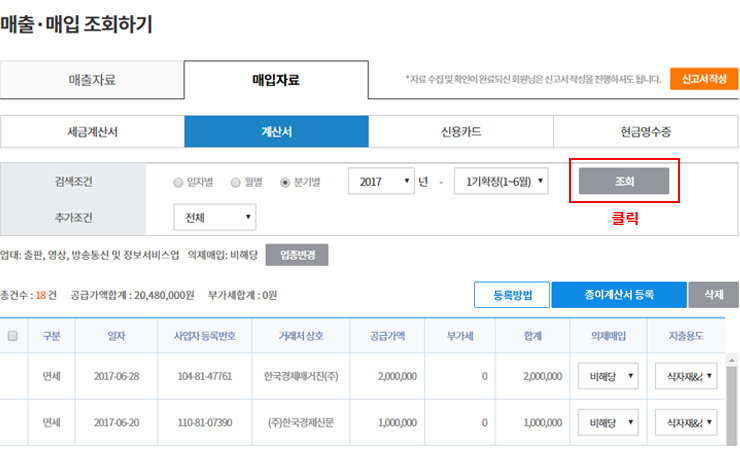 매출·매입 조회하기
매출자료 매입자료 *자료 수집 및 확인이 완료되신 회원님은 신고서 작성을 진행하셔도 됩니다. 신고서 작성
세금계산서 계산서 신용카드 현금영수증
검색조건 일자별 월별 분기별 2017 년 - 1기확정(1~6월) 조회
클릭
추가조건 전체
업태: 출판, 영상, 방송통신 및 정보서비스업 의제매입: 비해당 업종변경
총건수 : 18 건 공급가액합계 : 20,480,000원 부가세합계 : 0원 등록방법 종이계산서 등록 삭제
구분 일자 사업자 등록번호 거래처 상호 공급가액 부가세 합계 의제매입 지출용도
면세 2017-06-28 104-81-47761 한국경제매거진(주) 2,000,000 0 2,000,000 비해당 식자재&
면세 2017-06-20 110-81-07390 (주)한국경제신문 1,000,000 0 1,000,000 비해당 식자재&